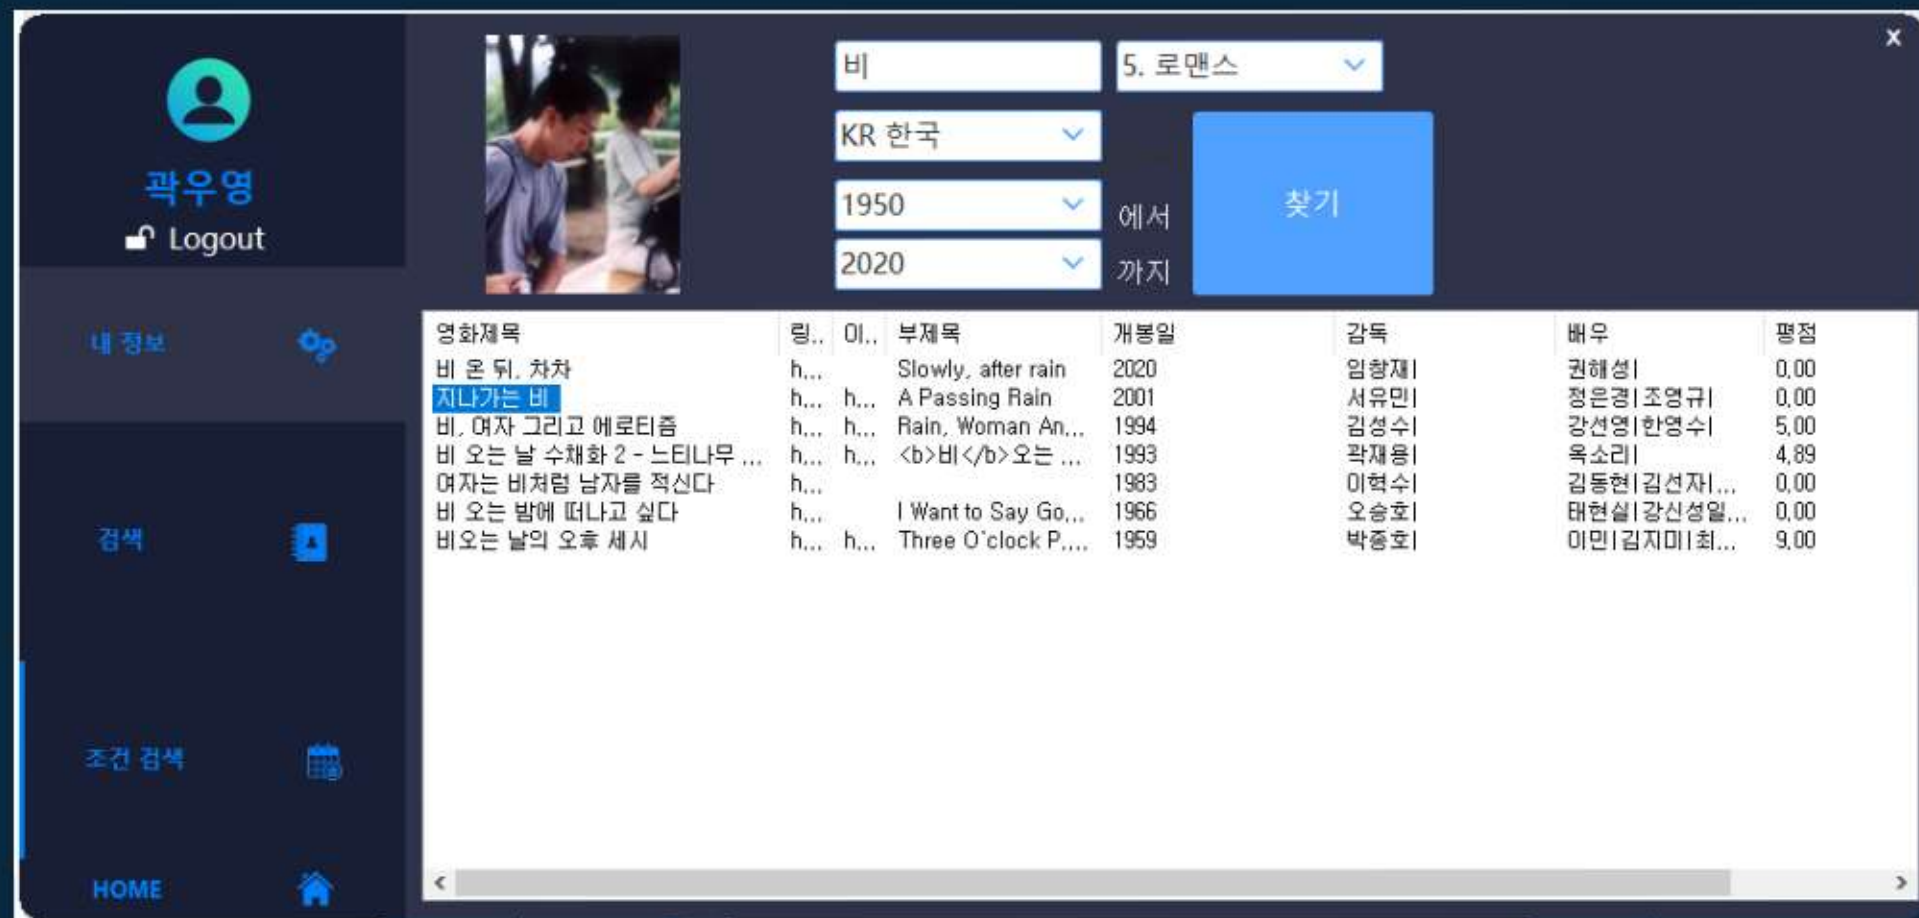 곽우영
Logout
내 정보
검색
조건 검색
HOME
x
비
5. 로맨스
KR 한국
1950
에서
2020
까지
찾기
영화제목 링.. 이.. 부제목 개봉일 감독 배우 평점
비 온 뒤, 차차 h... Slowly, after rain 2020 임창재| 권해성| 0.00
지나가는 비 h... h... A Passing Rain 2001 서유민| 정은경|조영규| 0.00
비, 여자 그리고 에로티즘 h... h... Rain, Woman An... 1994 김성수| 강선영|한영수| 5.00
비 오는 날 수채화 2 - 느티나무 ... h... h... <b>비</b>오는 ... 1993 곽재용| 옥소리| 4.89
여자는 비처럼 남자를 적신다 h... 1983 이혁수| 김동현|김선자|... 0.00
비 오는 밤에 떠나고 싶다 h... I Want to Say Go... 1966 오승호| 태현실|강신성일... 0.00
비오는 날의 오후 세시 h... h... Three O`clock P.... 1959 박종호| 이민|김지미|최... 9.00